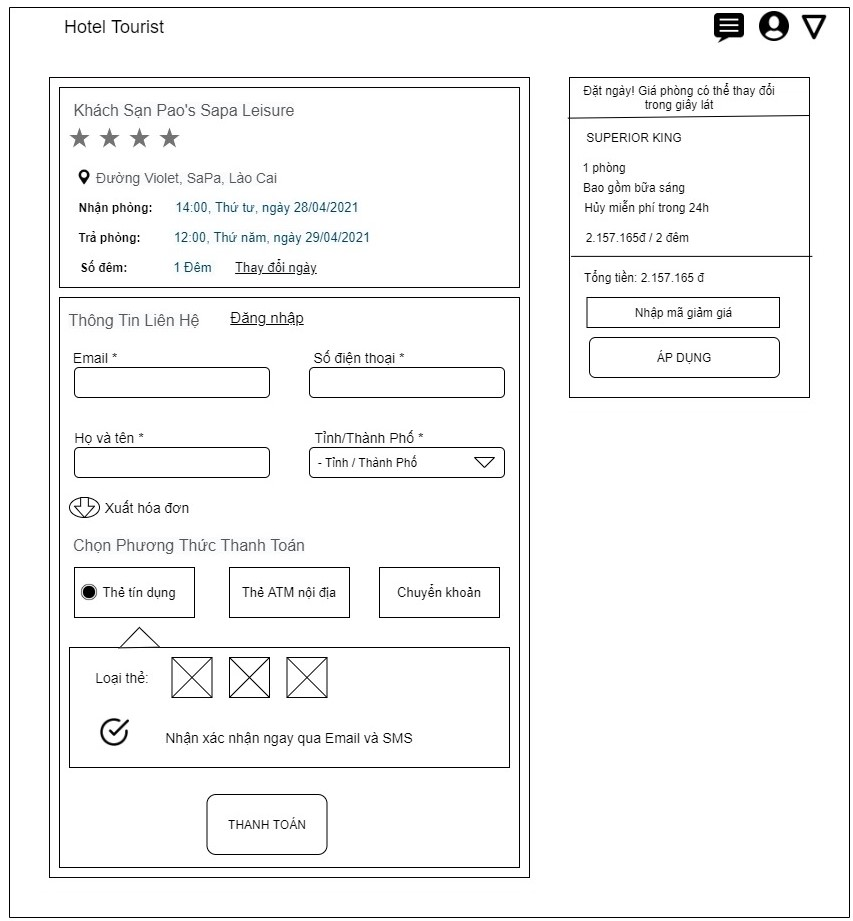 Hotel Tourist
Khách Sạn Pao's Sapa Leisure
Đường Violet, SaPa, Lào Cai
Nhận phòng: 14:00, Thứ tư, ngày 28/04/2021
Trả phòng: 12:00, Thứ năm, ngày 29/04/2021
Số đêm: 1 Đêm Thay đổi ngày
Thông Tin Liên Hệ Đăng nhập
Email * Số điện thoại *
Họ và tên * Tỉnh/Thành Phố *
- Tỉnh / Thành Phố
Xuất hóa đơn
Chọn Phương Thức Thanh Toán
Thẻ tín dụng Thẻ ATM nội địa Chuyển khoản
Loại thẻ:
Nhận xác nhận ngay qua Email và SMS
THANH TOÁN
Đặt ngay! Giá phòng có thể thay đổi
trong giây lát
SUPERIOR KING
1 phòng
Bao gồm bữa sáng
Hủy miễn phí trong 24h
2.157.165đ / 2 đêm
Tổng tiền: 2.157.165 đ
Nhập mã giảm giá
ÁP DỤNG